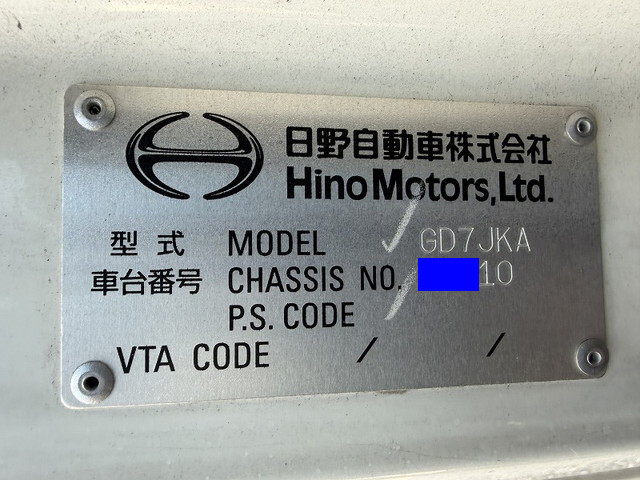 日野自動車株式会社
Hino Motors, Ltd.
型式 MODEL GD7JKA
車台番号 CHASSIS NO. 10
P.S. CODE
VTA CODE / /